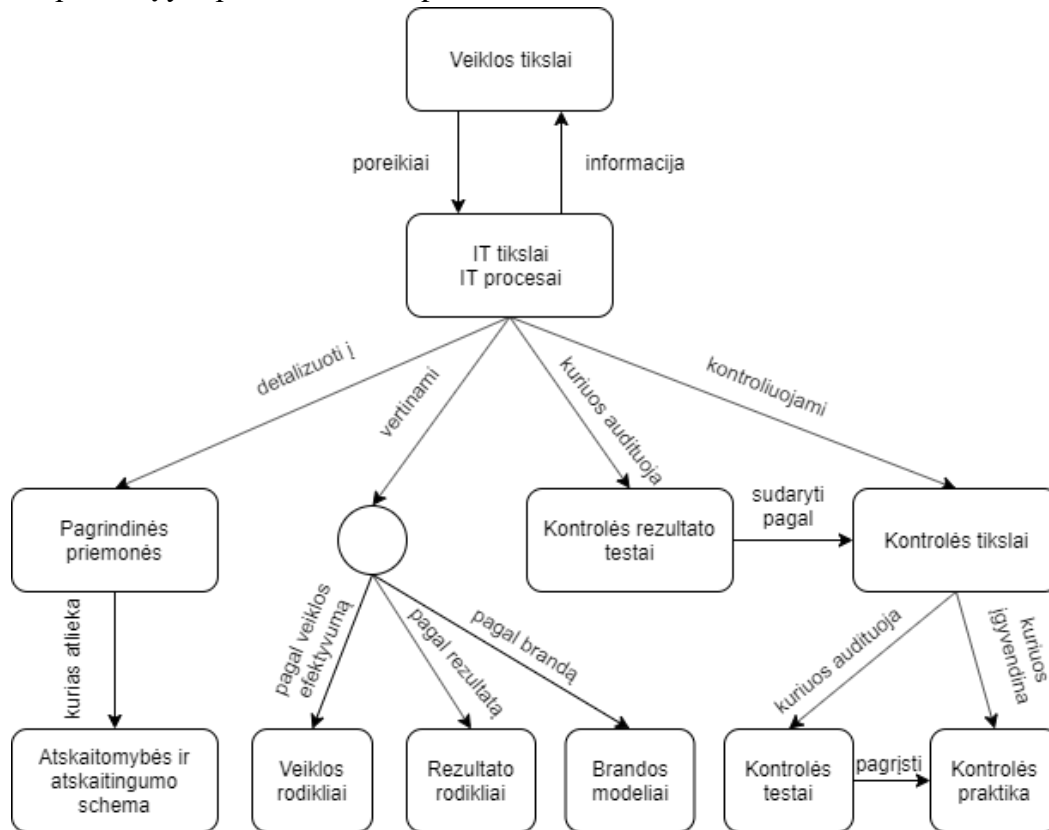 Veiklos tikslai
poreikiai
informacija
IT tikslai
IT procesai
detalizuoti į
vertinami
kuriuos audituoja
kontroliuojami
Pagrindinės
priemonės
Kontrolės rezultato
testai
sudaryti
pagal
Kontrolės tikslai
kurias atlieka
pagal veiklos
efektyvumą
pagal rezultatą
pagal brandą
kuriuos audituoja
kuriuos
įgyvendina
Atskaitomybės ir
atskaitingumo
schema
Veiklos
rodikliai
Rezultato
rodikliai
Brandos
modeliai
Kontrolės
testai
pagrįsti
Kontrolės
praktika